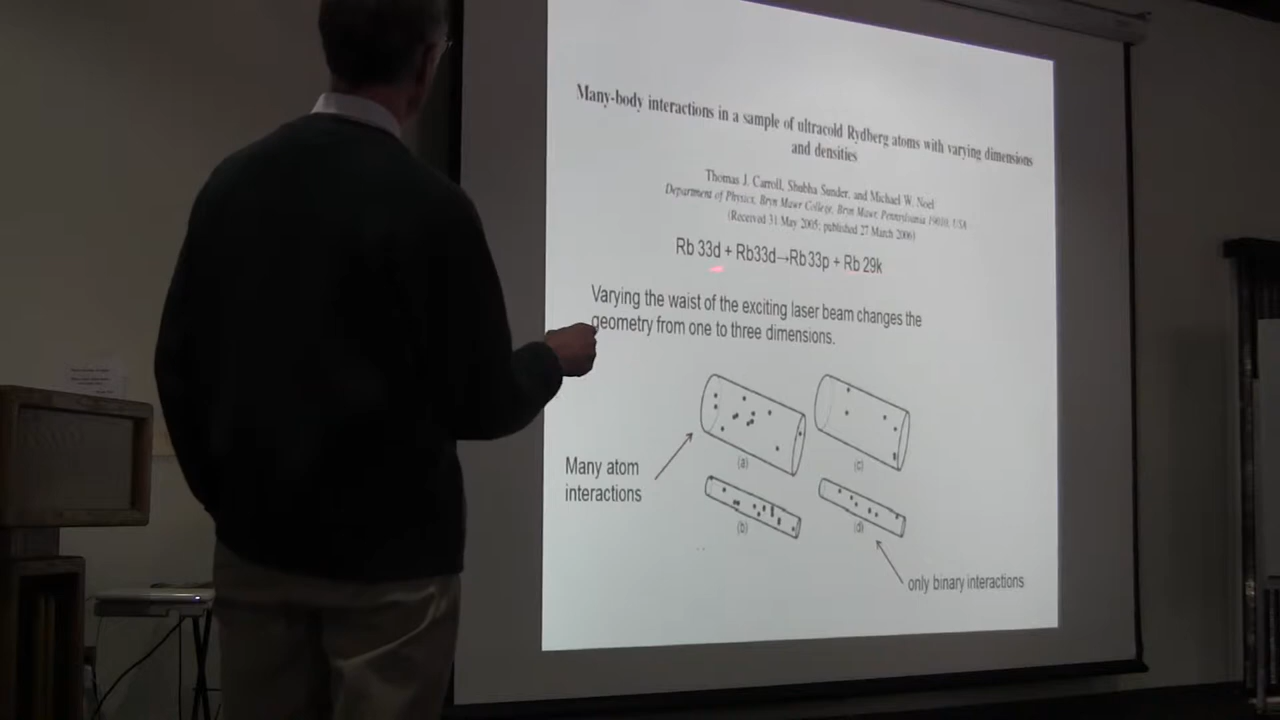 Many-body interactions in a sample of ultracold Rydberg atoms with varying dimensions
and densities
Thomas J. Carroll, Shubha Sunder, and Michael W. Noel
Department of Physics, Bryn Mawr College, Bryn Mawr, Pennsylvania 19010, USA
(Received 31 May 2005; published 27 March 2006)
Rb 33d + Rb33d→Rb33p + Rb 29k
Varying the waist of the exciting laser beam changes the
geometry from one to three dimensions.
(a)
(c)
Many atom
interactions
(b)
(d)
only binary interactions